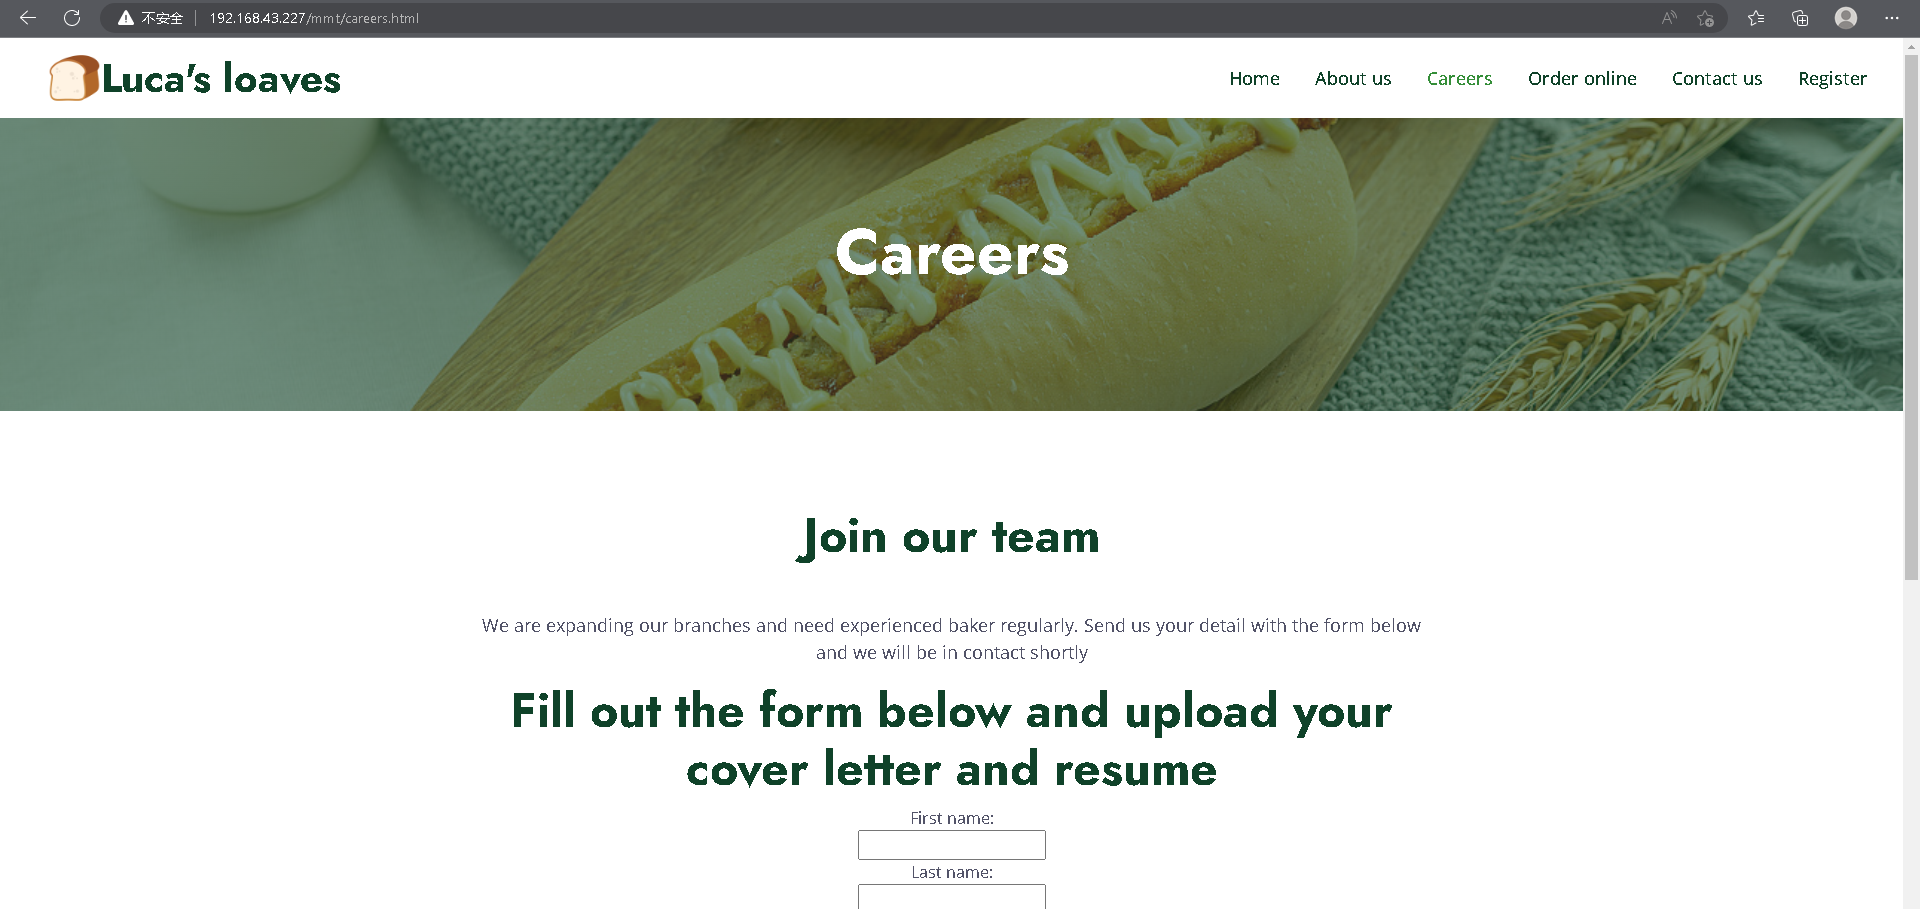 不安全 192.168.43.227/mmt/careers.html
Luca's loaves
Home About us Careers Order online Contact us Register
Careers
Join our team
We are expanding our branches and need experienced baker regularly. Send us your detail with the form below
and we will be in contact shortly
Fill out the form below and upload your
cover letter and resume
First name:
Last name: